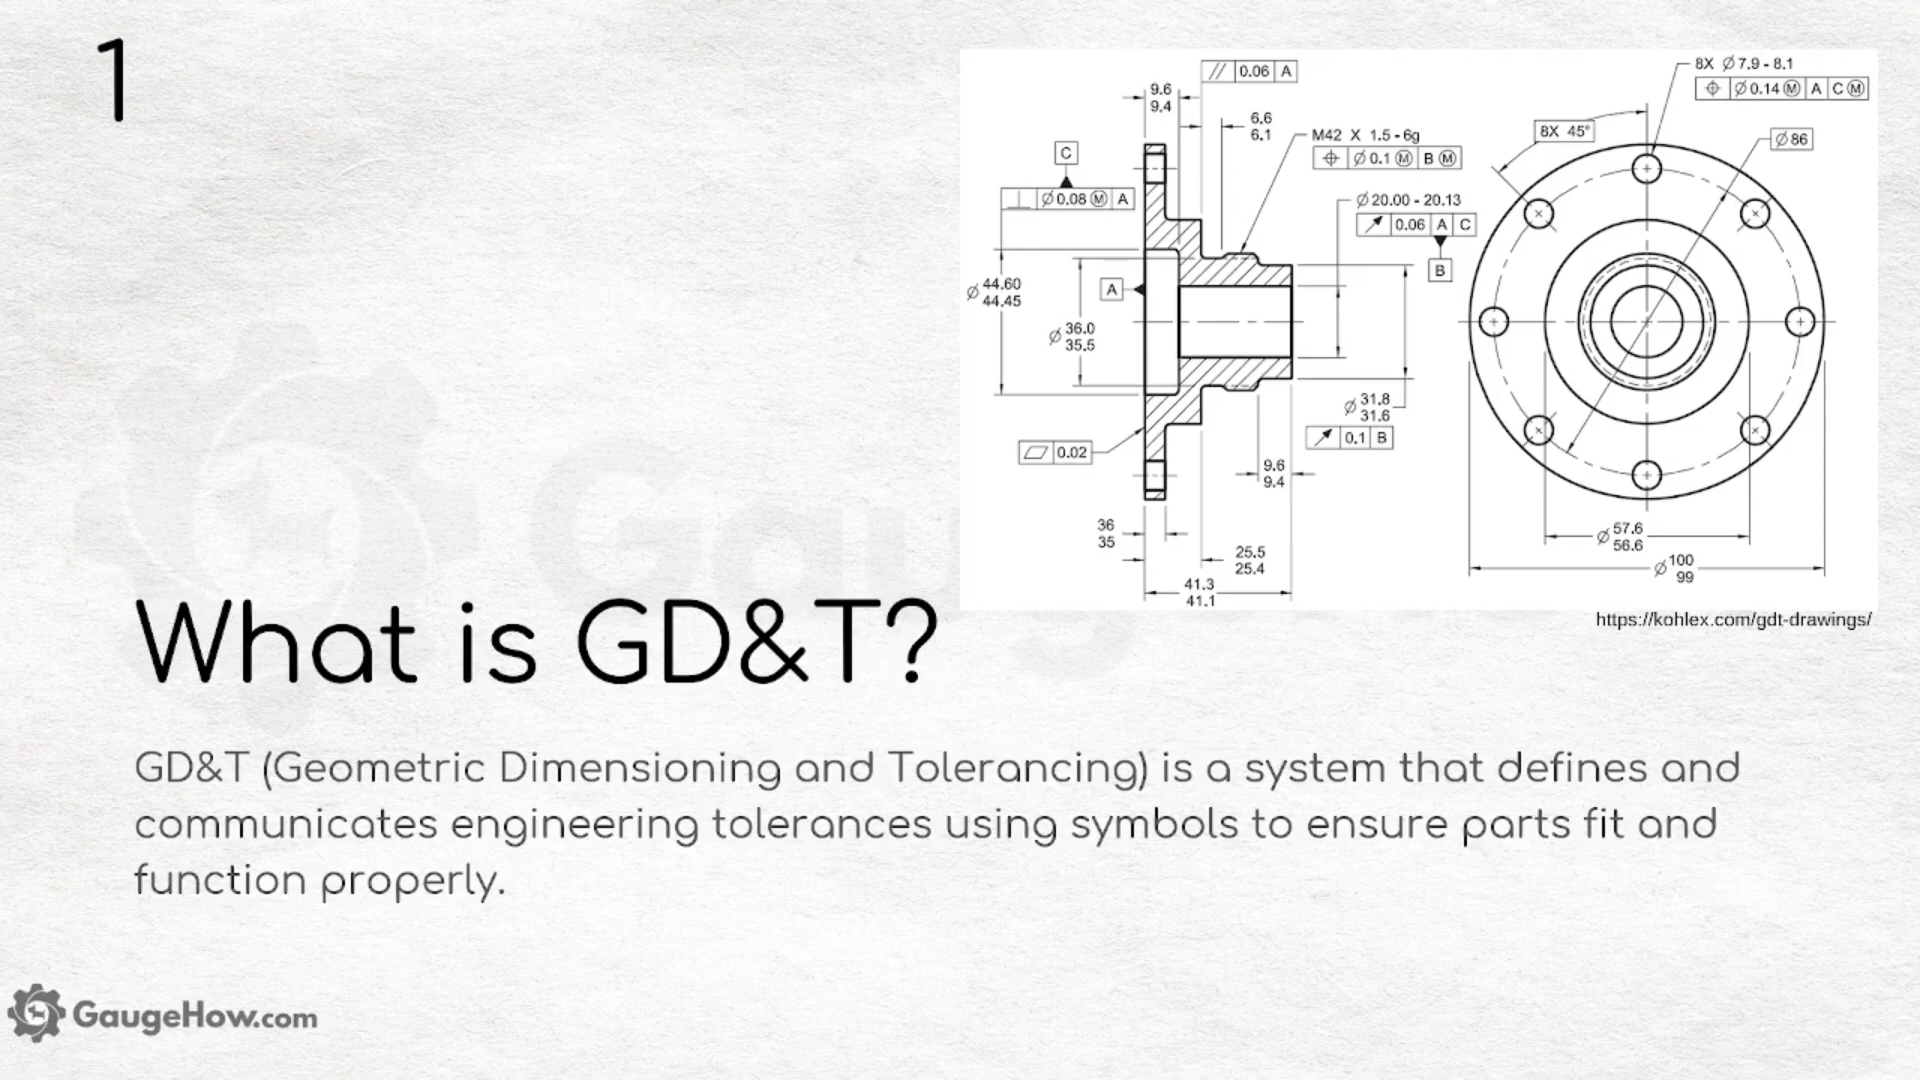 1
// 0.06 A
9.6
9.4
6.6
6.1
M42 X 1.5 - 6g
⌖ Ø 0.1 Ⓜ B Ⓜ
C
⊥ Ø 0.08 Ⓜ A
Ø 20.00 - 20.13
↗ 0.06 A C
B
A
Ø 44.60
44.45
Ø 36.0
35.5
Ø 31.8
31.6
↗ 0.1 B
⏥ 0.02
9.6
9.4
36
35
25.5
25.4
41.3
41.1
8X Ø 7.9 - 8.1
⌖ Ø 0.14 Ⓜ A C Ⓜ
8X 45°
Ø 86
Ø 57.6
56.6
Ø 100
99
https://kohlex.com/gdt-drawings/
What is GD&T?
GD&T (Geometric Dimensioning and Tolerancing) is a system that defines and
communicates engineering tolerances using symbols to ensure parts fit and
function properly.
GaugeHow.com